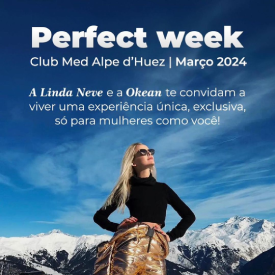 Perfect week
Club Med Alpe d'Huez | Março 2024
A Linda Neve e a Okean te convidam a
viver uma experiência única, exclusiva,
só para mulheres como você!